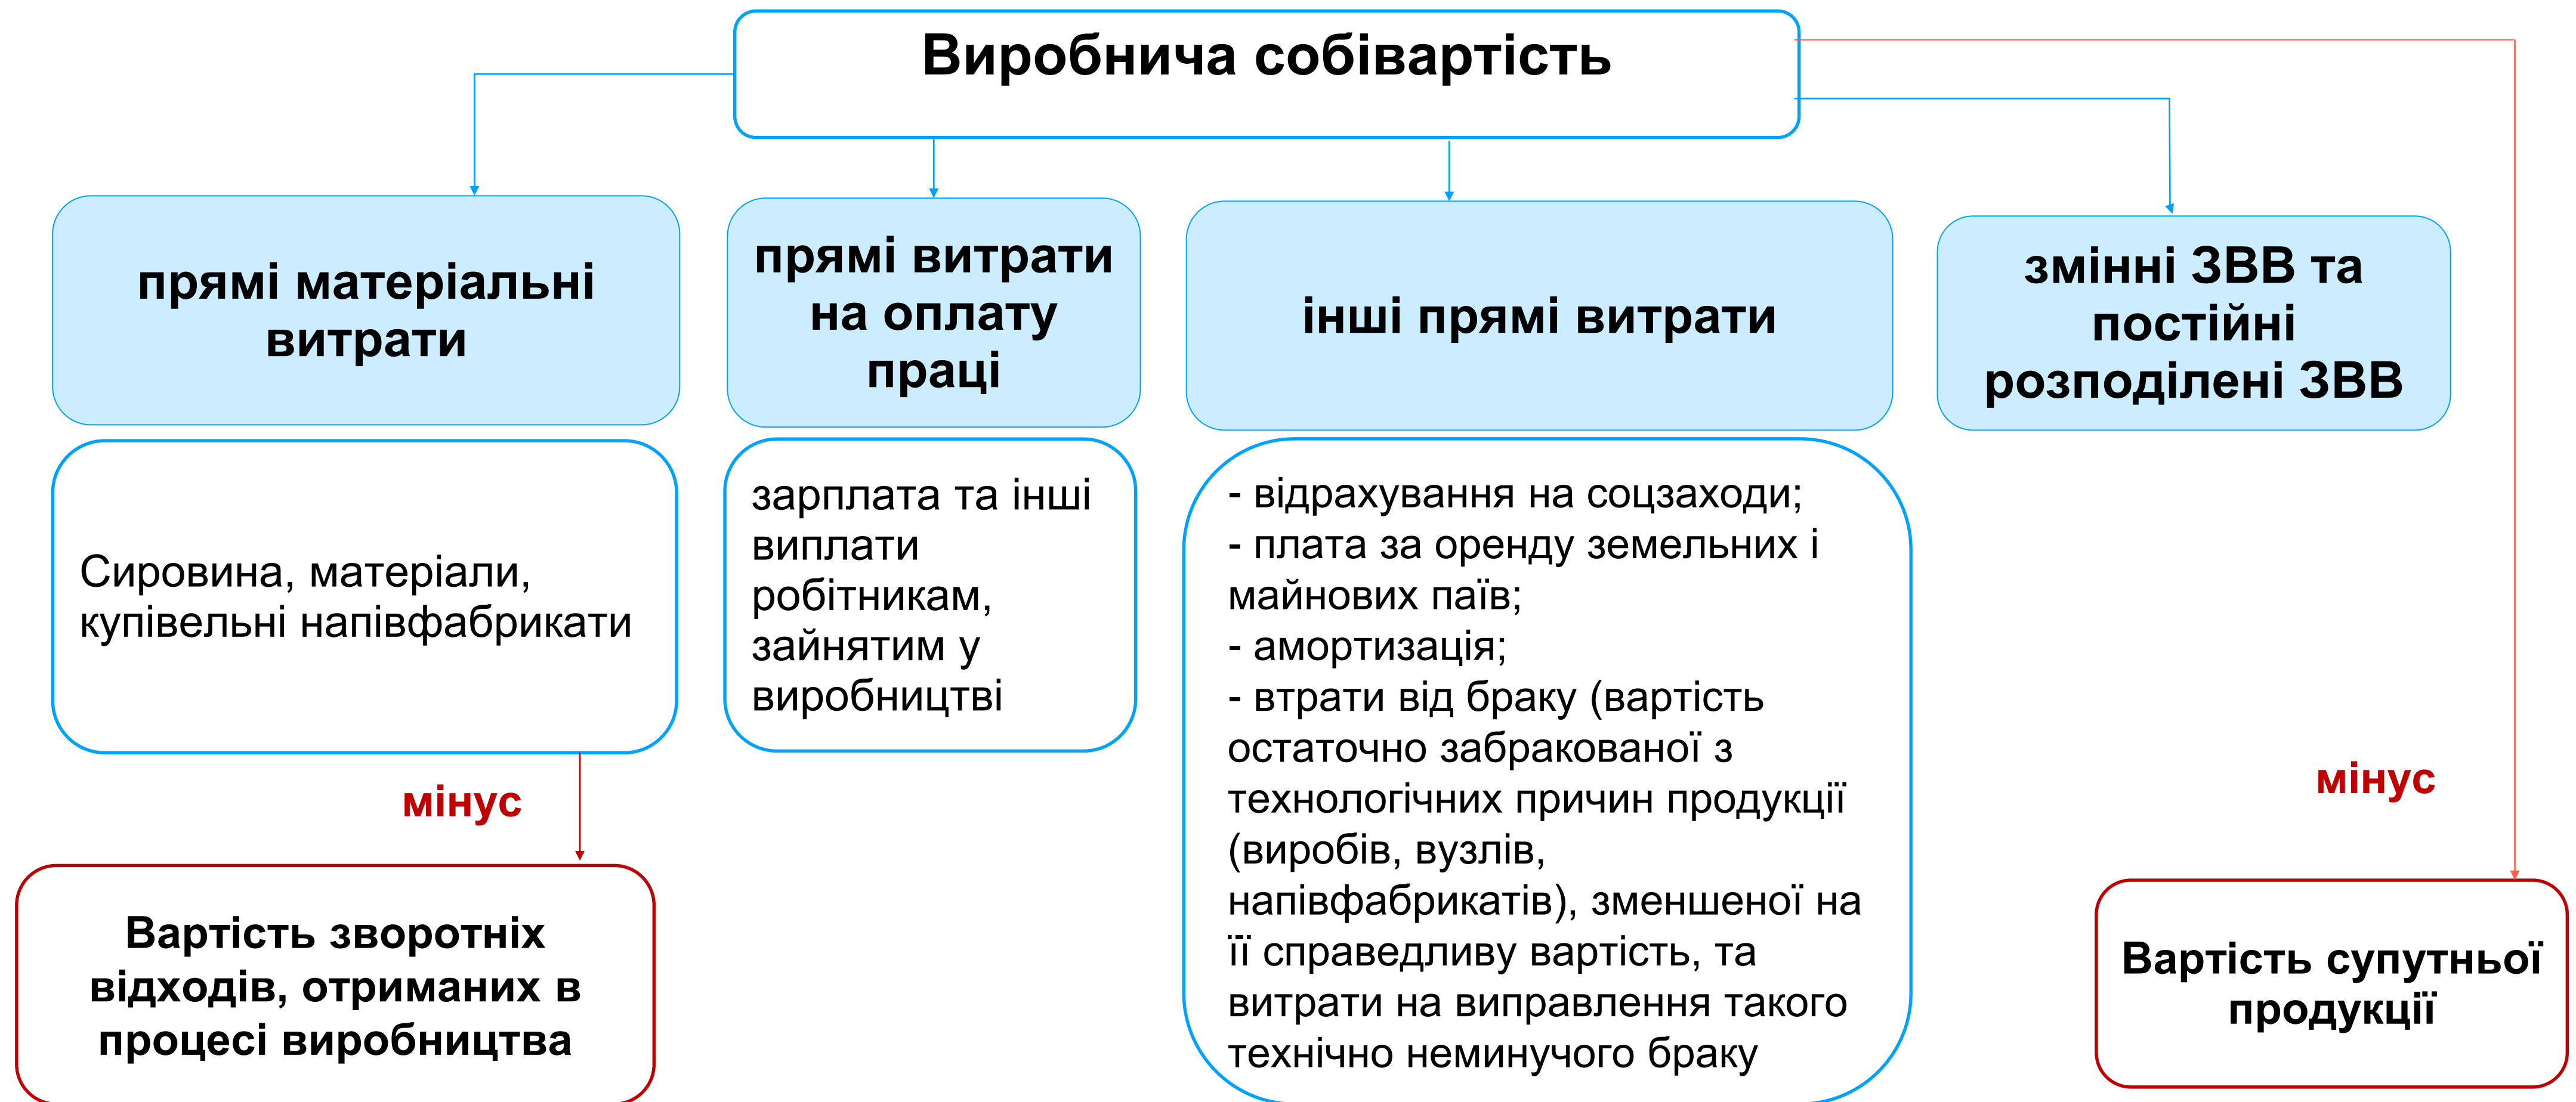 Виробнича собівартість
прямі матеріальні
витрати
прямі витрати
на оплату
праці
інші прямі витрати
змінні ЗВВ та
постійні
розподілені ЗВВ
Сировина, матеріали,
купівельні напівфабрикати
зарплата та інші
виплати
робітникам,
зайнятим у
виробництві
- відрахування на соцзаходи;
- плата за оренду земельних і
майнових паїв;
- амортизація;
- втрати від браку (вартість
остаточно забракованої з
технологічних причин продукції
(виробів, вузлів,
напівфабрикатів), зменшеної на
її справедливу вартість, та
витрати на виправлення такого
технічно неминучого браку
мінус
мінус
Вартість зворотніх
відходів, отриманих в
процесі виробництва
Вартість супутньої
продукції